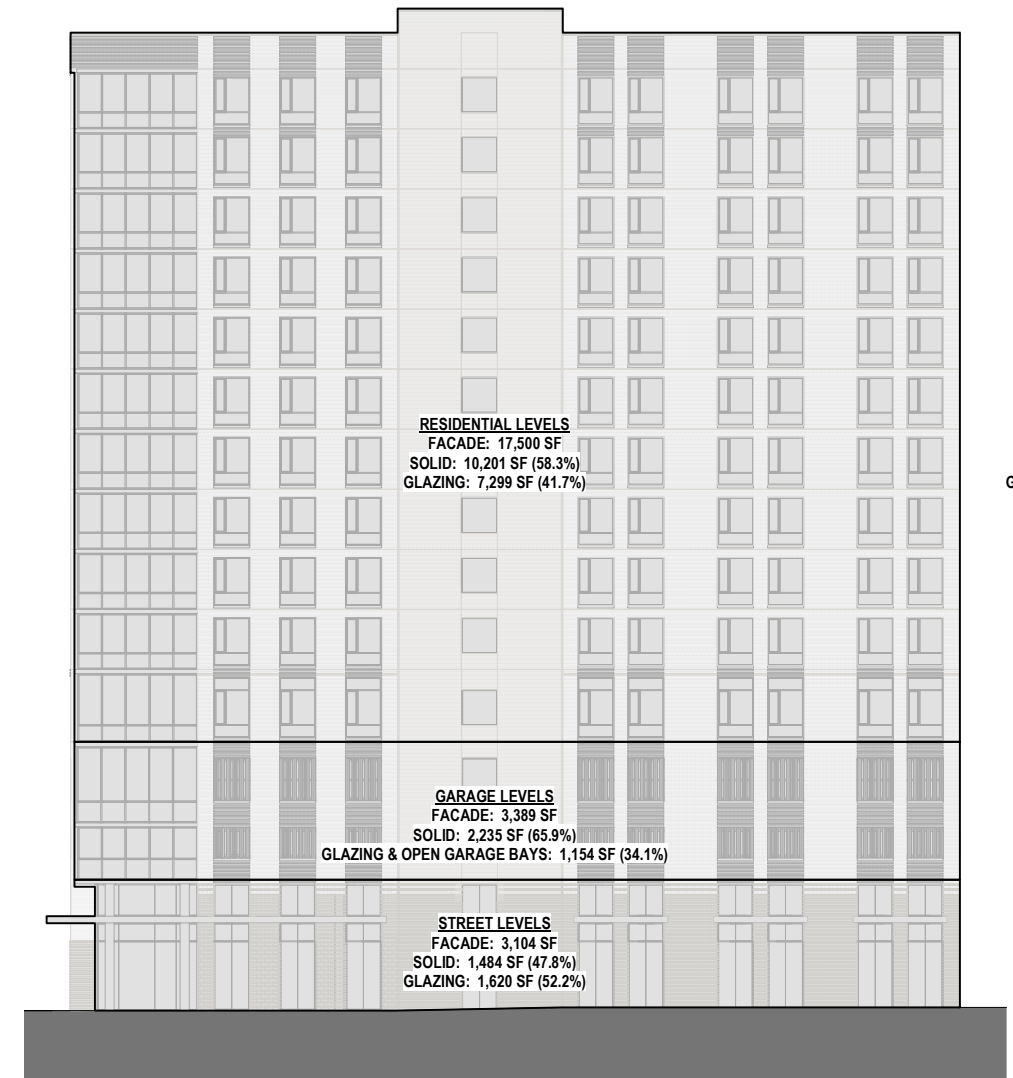 RESIDENTIAL LEVELS
FACADE: 17,500 SF
SOLID: 10,201 SF (58.3%)
GLAZING: 7,299 SF (41.7%)
G
GARAGE LEVELS
FACADE: 3,389 SF
SOLID: 2,235 SF (65.9%)
GLAZING & OPEN GARAGE BAYS: 1,154 SF (34.1%)
STREET LEVELS
FACADE: 3,104 SF
SOLID: 1,484 SF (47.8%)
GLAZING: 1,620 SF (52.2%)